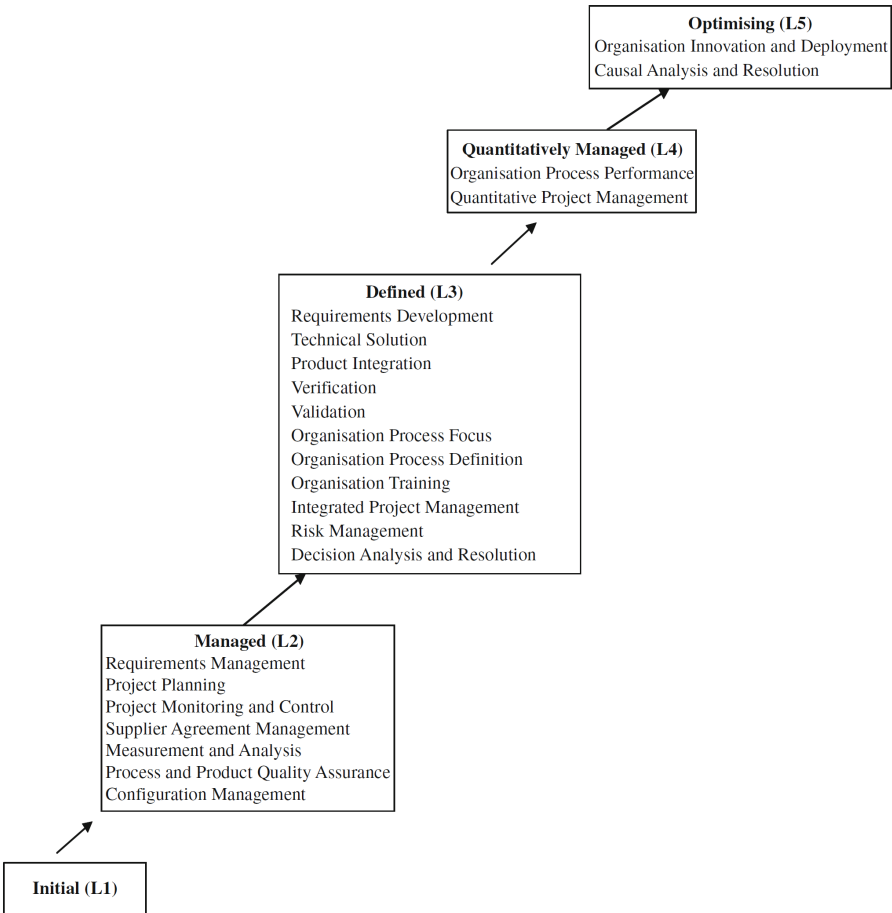 Optimising (L5)
Organisation Innovation and Deployment
Causal Analysis and Resolution
Quantitatively Managed (L4)
Organisation Process Performance
Quantitative Project Management
Defined (L3)
Requirements Development
Technical Solution
Product Integration
Verification
Validation
Organisation Process Focus
Organisation Process Definition
Organisation Training
Integrated Project Management
Risk Management
Decision Analysis and Resolution
Managed (L2)
Requirements Management
Project Planning
Project Monitoring and Control
Supplier Agreement Management
Measurement and Analysis
Process and Product Quality Assurance
Configuration Management
Initial (L1)